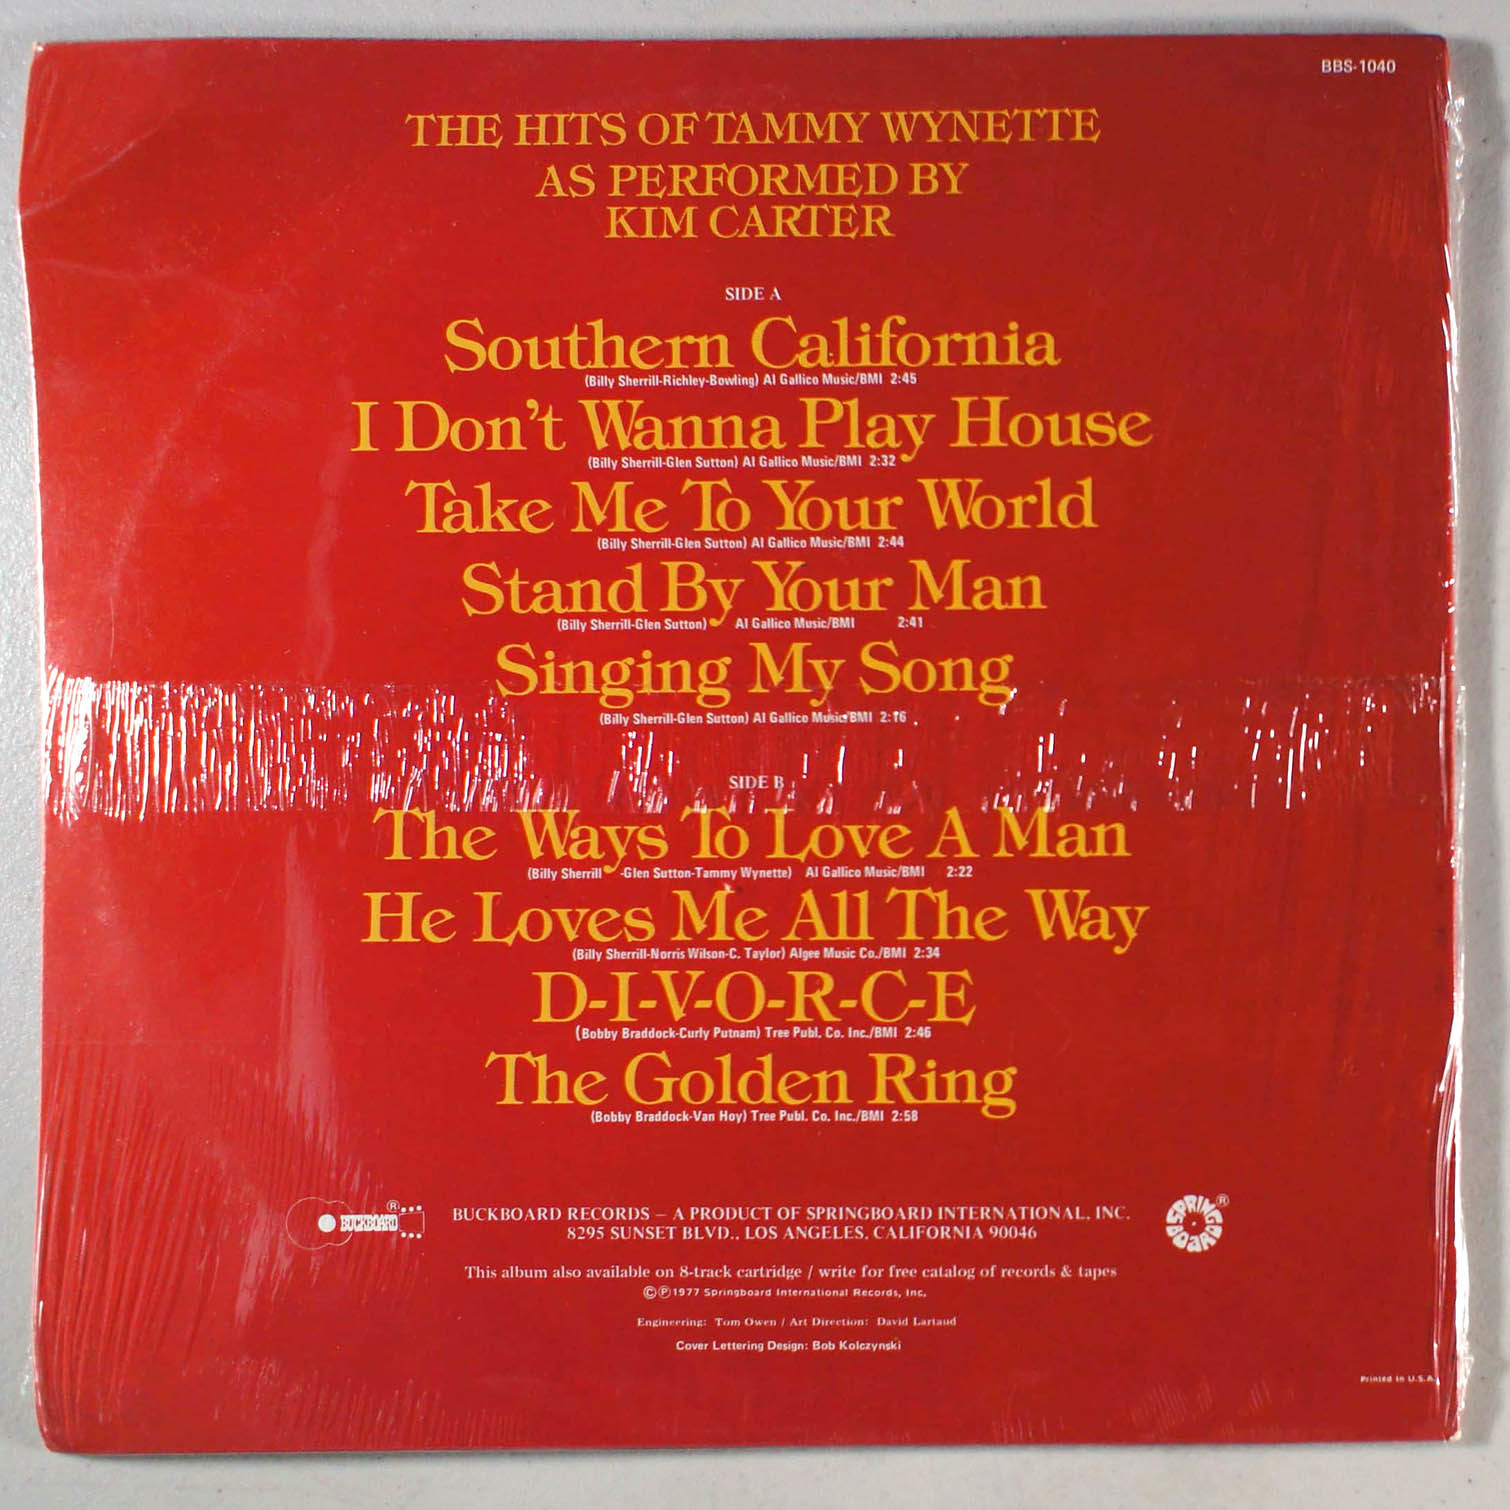 BBS-1040
THE HITS OF TAMMY WYNETTE
AS PERFORMED BY
KIM CARTER
SIDE A
Southern California
(Billy Sherrill-Richley-Bowling) Al Gallico Music/BMI 2:45
I Don't Wanna Play House
(Billy Sherrill-Glen Sutton) Al Gallico Music/BMI 2:32
Take Me To Your World
(Billy Sherrill-Glen Sutton) Al Gallico Music/BMI 2:44
Stand By Your Man
(Billy Sherrill-Glen Sutton) Al Gallico Music/BMI 2:41
Singing My Song
(Billy Sherrill-Glen Sutton) Al Gallico Music/BMI 2:16
SIDE B
The Ways To Love A Man
(Billy Sherrill -Glen Sutton-Tammy Wynette) Al Gallico Music/BMI 2:22
He Loves Me All The Way
(Billy Sherrill-Norris Wilson-C. Taylor) Algee Music Co./BMI 2:34
D-I-V-O-R-C-E
(Bobby Braddock-Curly Putnam) Tree Publ. Co. Inc./BMI 2:46
The Golden Ring
(Bobby Braddock-Van Hoy) Tree Publ. Co. Inc./BMI 2:58
BUCKBOARD ®
BUCKBOARD RECORDS — A PRODUCT OF SPRINGBOARD INTERNATIONAL, INC.
8295 SUNSET BLVD., LOS ANGELES, CALIFORNIA 90046
SPRING BOARD ®
This album also available on 8-track cartridge / write for free catalog of records & tapes
©℗1977 Springboard International Records, Inc.
Engineering: Tom Owen / Art Direction: David Lartaud
Cover Lettering Design: Bob Kolczynski
Printed in U.S.A.